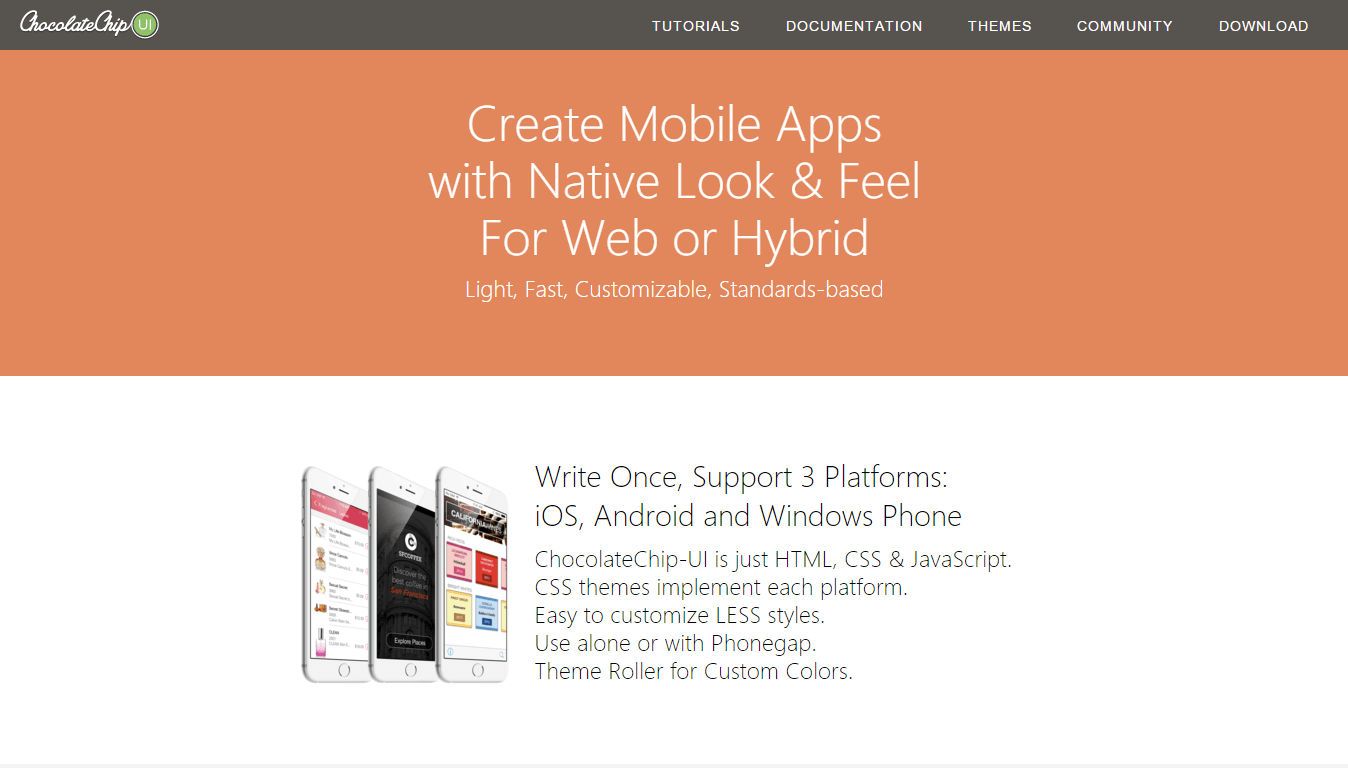 ChocolateChip UI
TUTORIALS
DOCUMENTATION
THEMES
COMMUNITY
DOWNLOAD
Create Mobile Apps
with Native Look & Feel
For Web or Hybrid
Light, Fast, Customizable, Standards-based
SFCOFFEE
Discover the
best coffee in
San Francisco
Explore Places
Write Once, Support 3 Platforms:
iOS, Android and Windows Phone
ChocolateChip-UI is just HTML, CSS & JavaScript.
CSS themes implement each platform.
Easy to customize LESS styles.
Use alone or with Phonegap.
Theme Roller for Custom Colors.